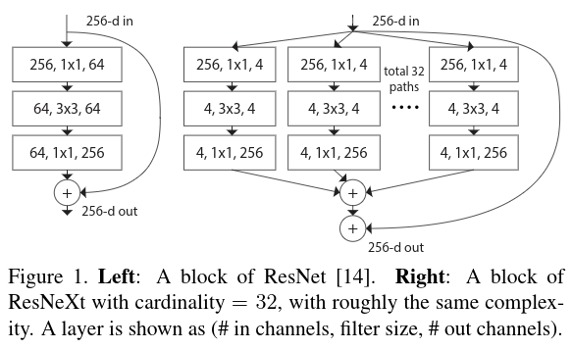 256-d in
256, 1x1, 64
64, 3x3, 64
64, 1x1, 256
+
256-d out
256-d in
256, 1x1, 4
256, 1x1, 4
total 32
paths
....
256, 1x1, 4
4, 3x3, 4
4, 3x3, 4
4, 3x3, 4
4, 1x1, 256
4, 1x1, 256
4, 1x1, 256
+
+
256-d out
Figure 1. Left: A block of ResNet [14]. Right: A block of
ResNeXt with cardinality = 32, with roughly the same complex-
ity. A layer is shown as (# in channels, filter size, # out channels).